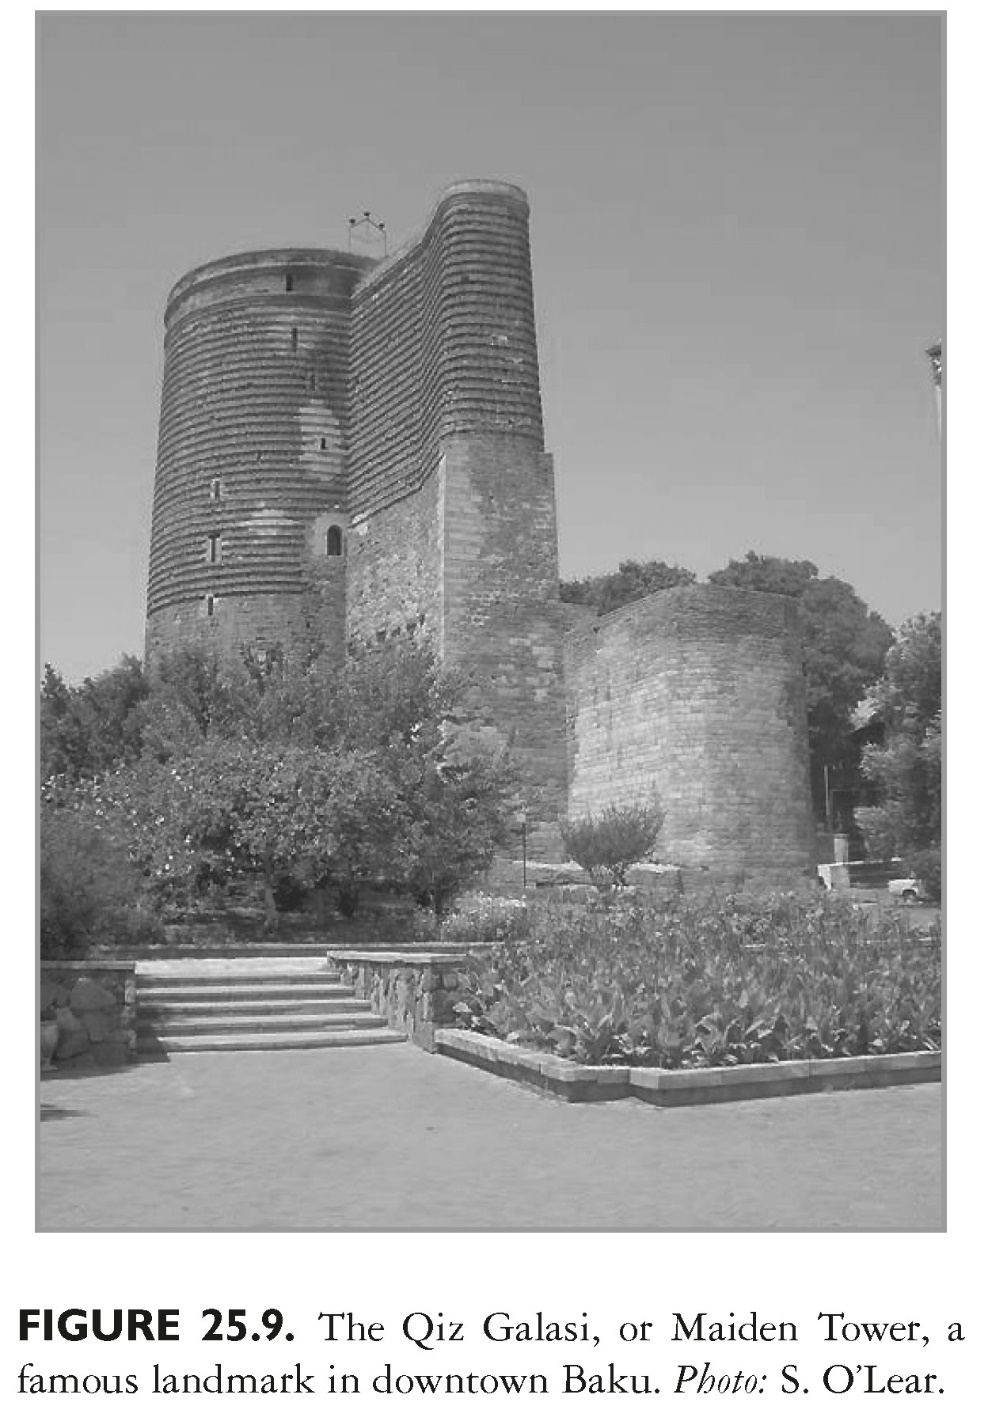 FIGURE 25.9. The Qiz Galasi, or Maiden Tower, a
famous landmark in downtown Baku. Photo: S. O'Lear.